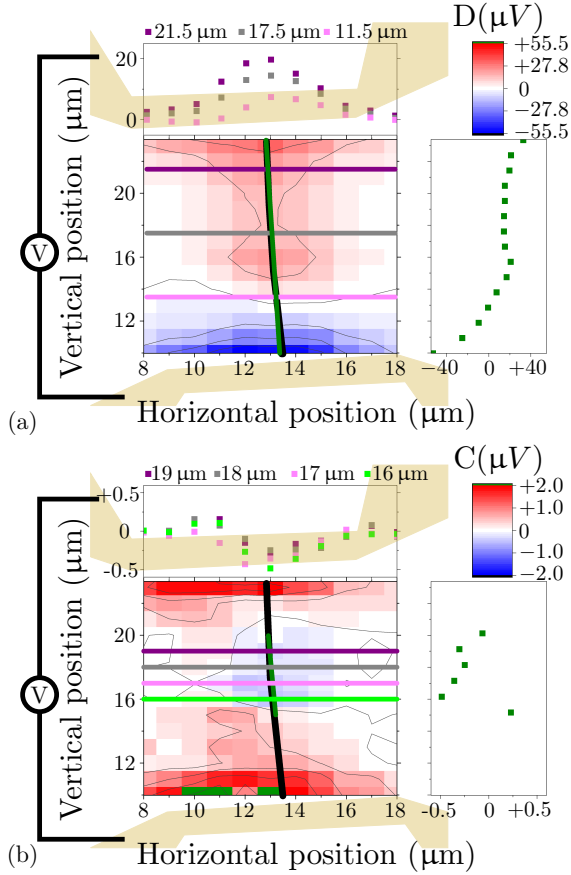 D(μV)
21.5 μm 17.5 μm 11.5 μm
20
0
+55.5
+27.8
0
−27.8
−55.5
V
Vertical position (μm)
20
16
12
8 10 12 14 16 18
−40 0 +40
(a)
Horizontal position (μm)
C(μV)
19 μm 18 μm 17 μm 16 μm
+0.5
0
-0.5
+2.0
+1.0
0
−1.0
−2.0
V
Vertical position (μm)
20
16
12
8 10 12 14 16 18
−0.5 0 +0.5
(b)
Horizontal position (μm)